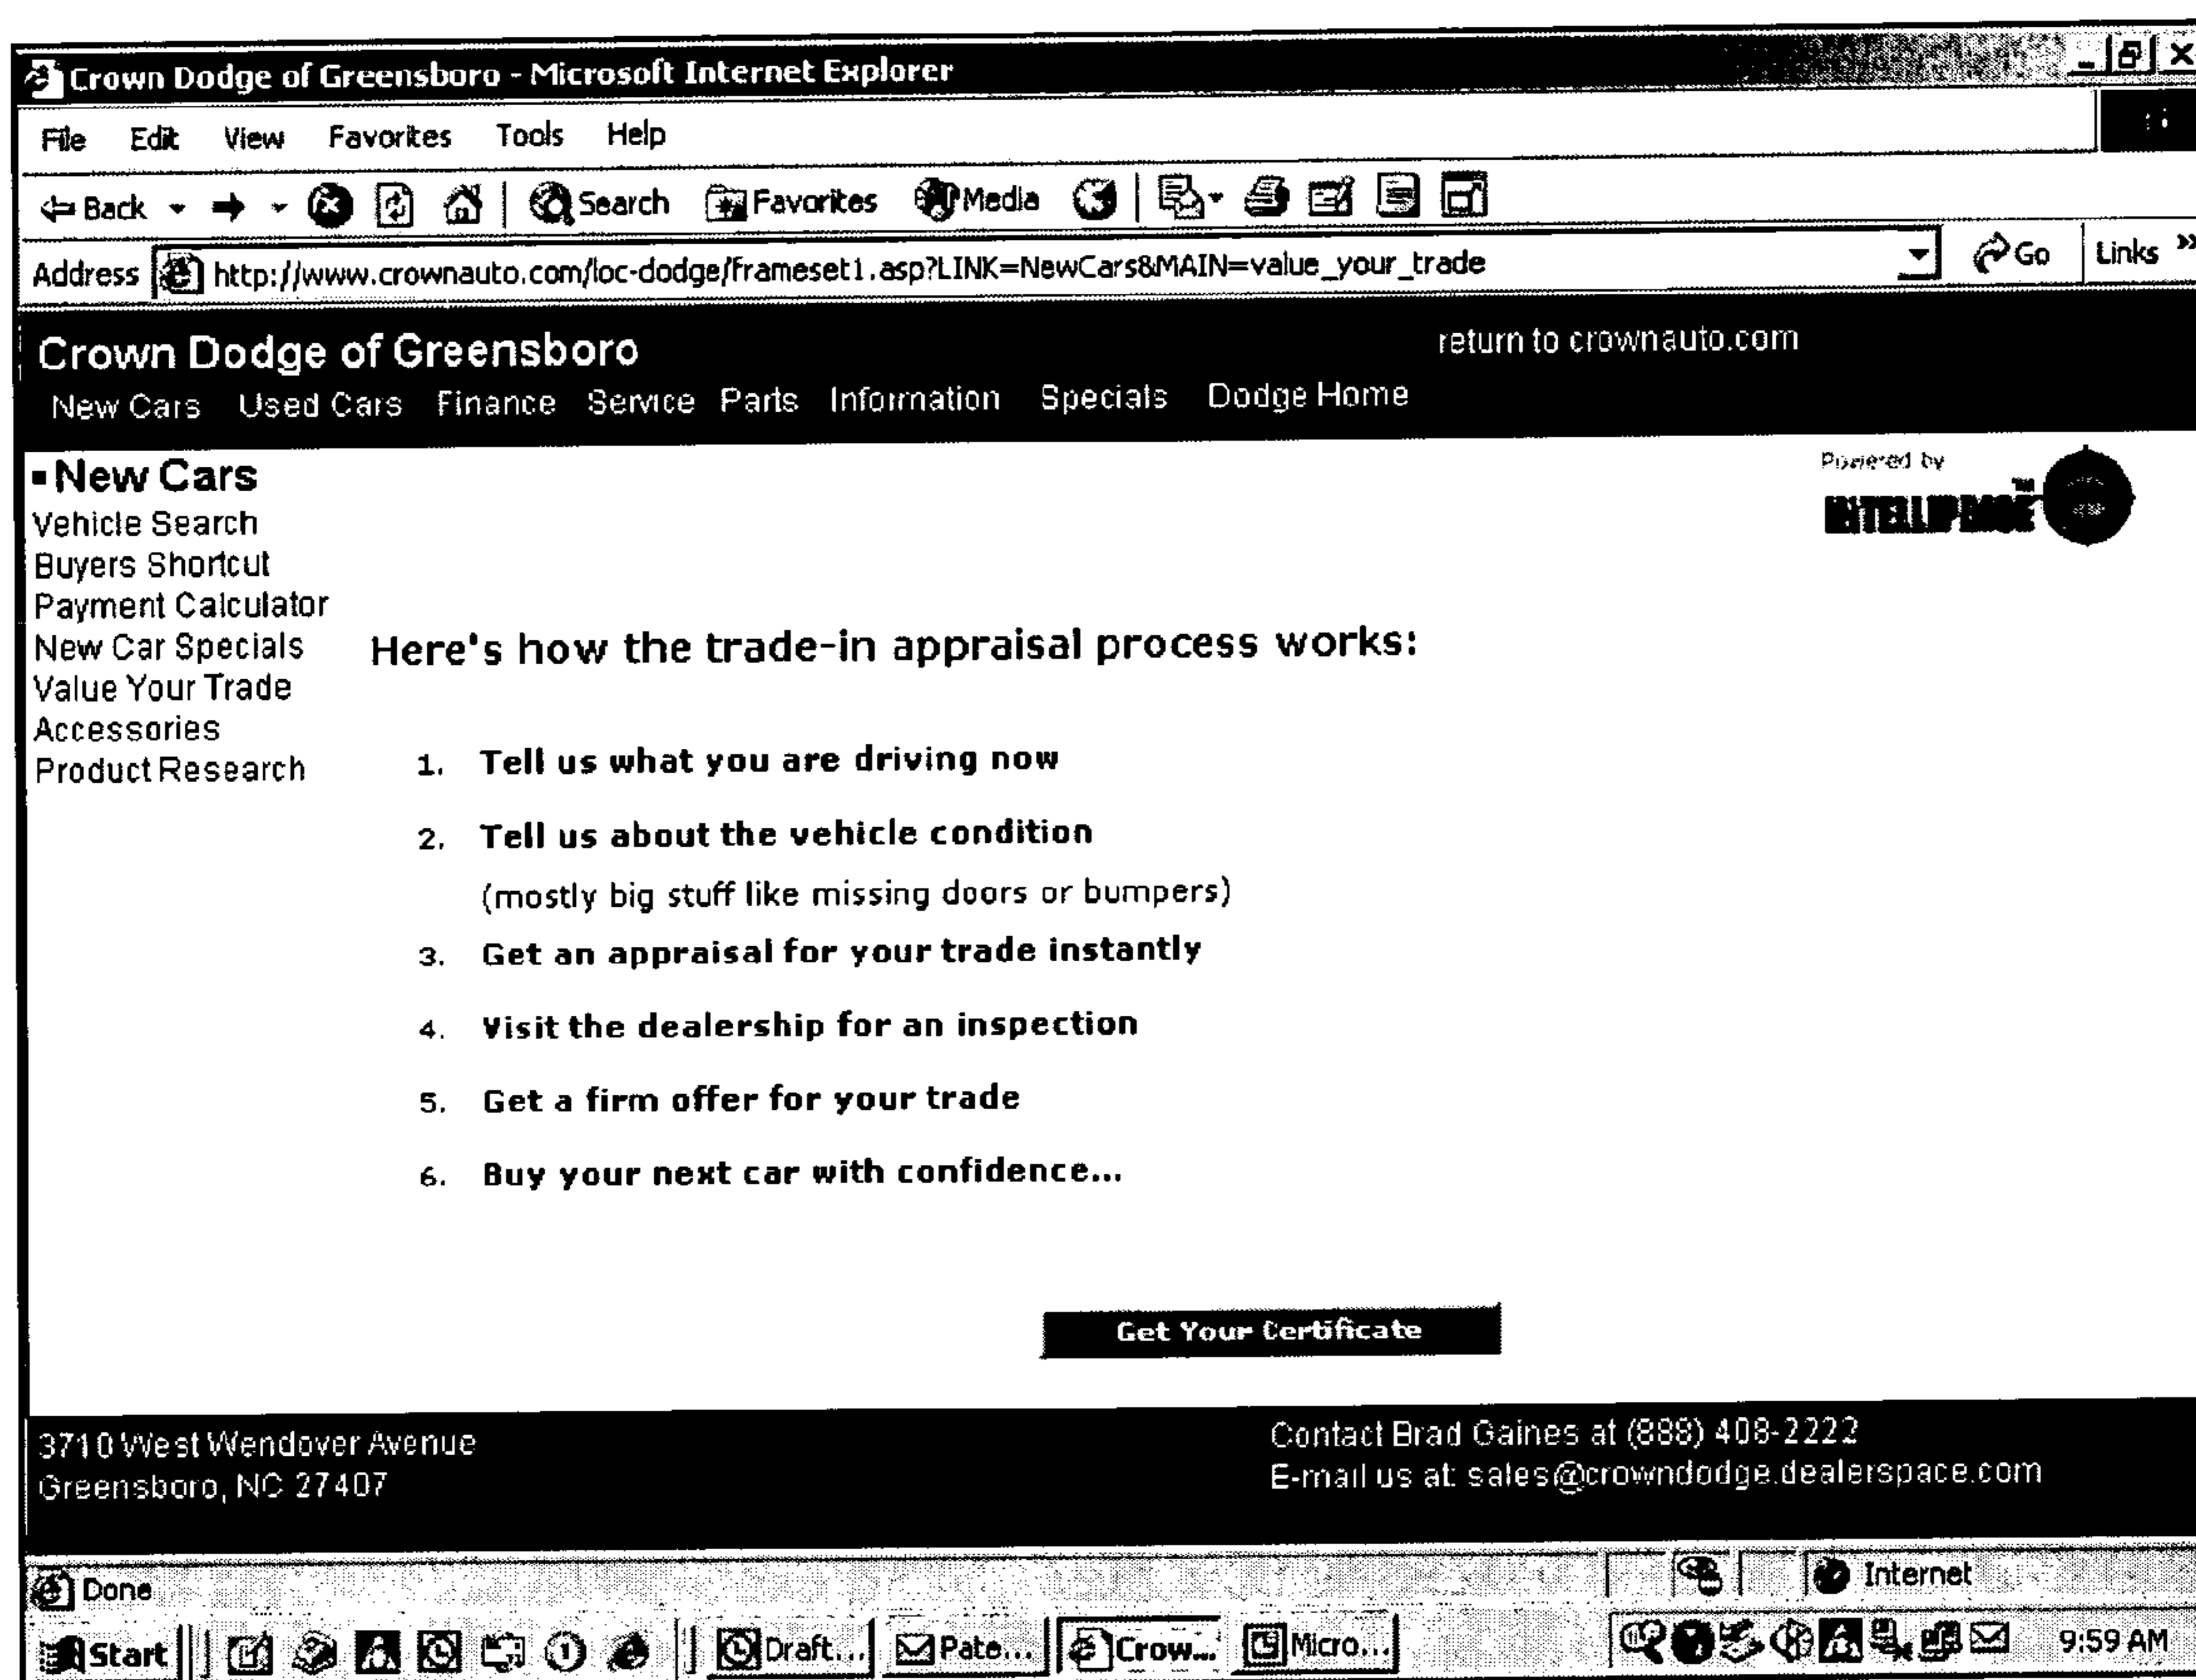 Crown Dodge of Greensboro - Microsoft Internet Explorer
File Edit View Favorites Tools Help
Back Search Favorites Media
Address http://www.crownauto.com/loc-dodge/frameset1.asp?LINK=NewCars&MAIN=value_your_trade Go Links »
Crown Dodge of Greensboro return to crownauto.com
New Cars Used Cars Finance Service Parts Information Specials Dodge Home
▪ New Cars
Vehicle Search
Buyers Shortcut
Payment Calculator
New Car Specials
Value Your Trade
Accessories
Product Research
Powered by
TM
Here's how the trade-in appraisal process works:
1. Tell us what you are driving now
2. Tell us about the vehicle condition
(mostly big stuff like missing doors or bumpers)
3. Get an appraisal for your trade instantly
4. Visit the dealership for an inspection
5. Get a firm offer for your trade
6. Buy your next car with confidence...
Get Your Certificate
3710 West Wendover Avenue
Greensboro, NC 27407
Contact Brad Gaines at (888) 408-2222
E-mail us at: sales@crowndodge.dealerspace.com
Done Internet
Start Draft... Pate... Crow... Micro... 9:59 AM